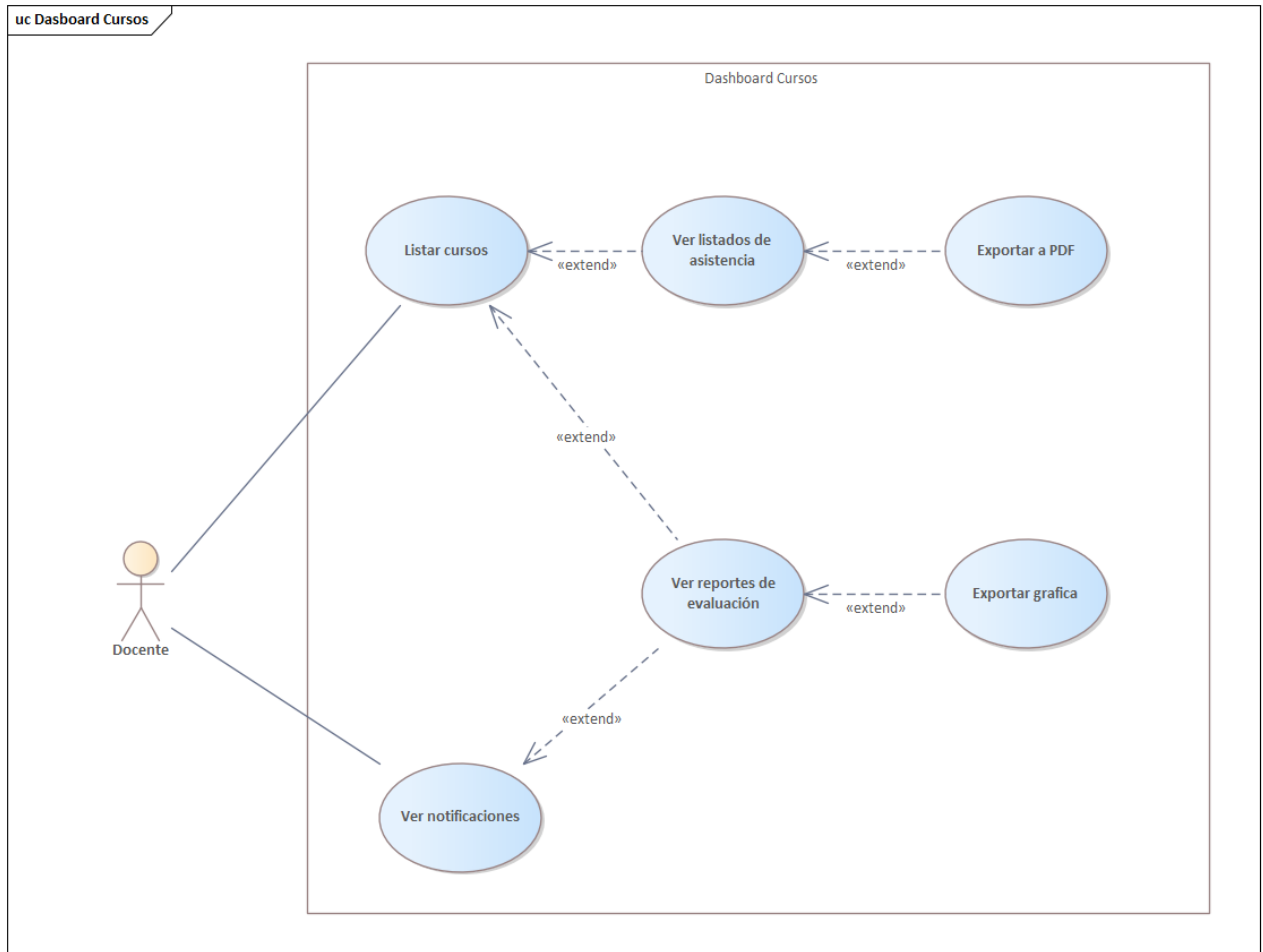 uc Dasboard Cursos
Dashboard Cursos
Listar cursos
«extend»
Ver listados de
asistencia
«extend»
Exportar a PDF
«extend»
Docente
Ver reportes de
evaluación
«extend»
Exportar grafica
«extend»
Ver notificaciones